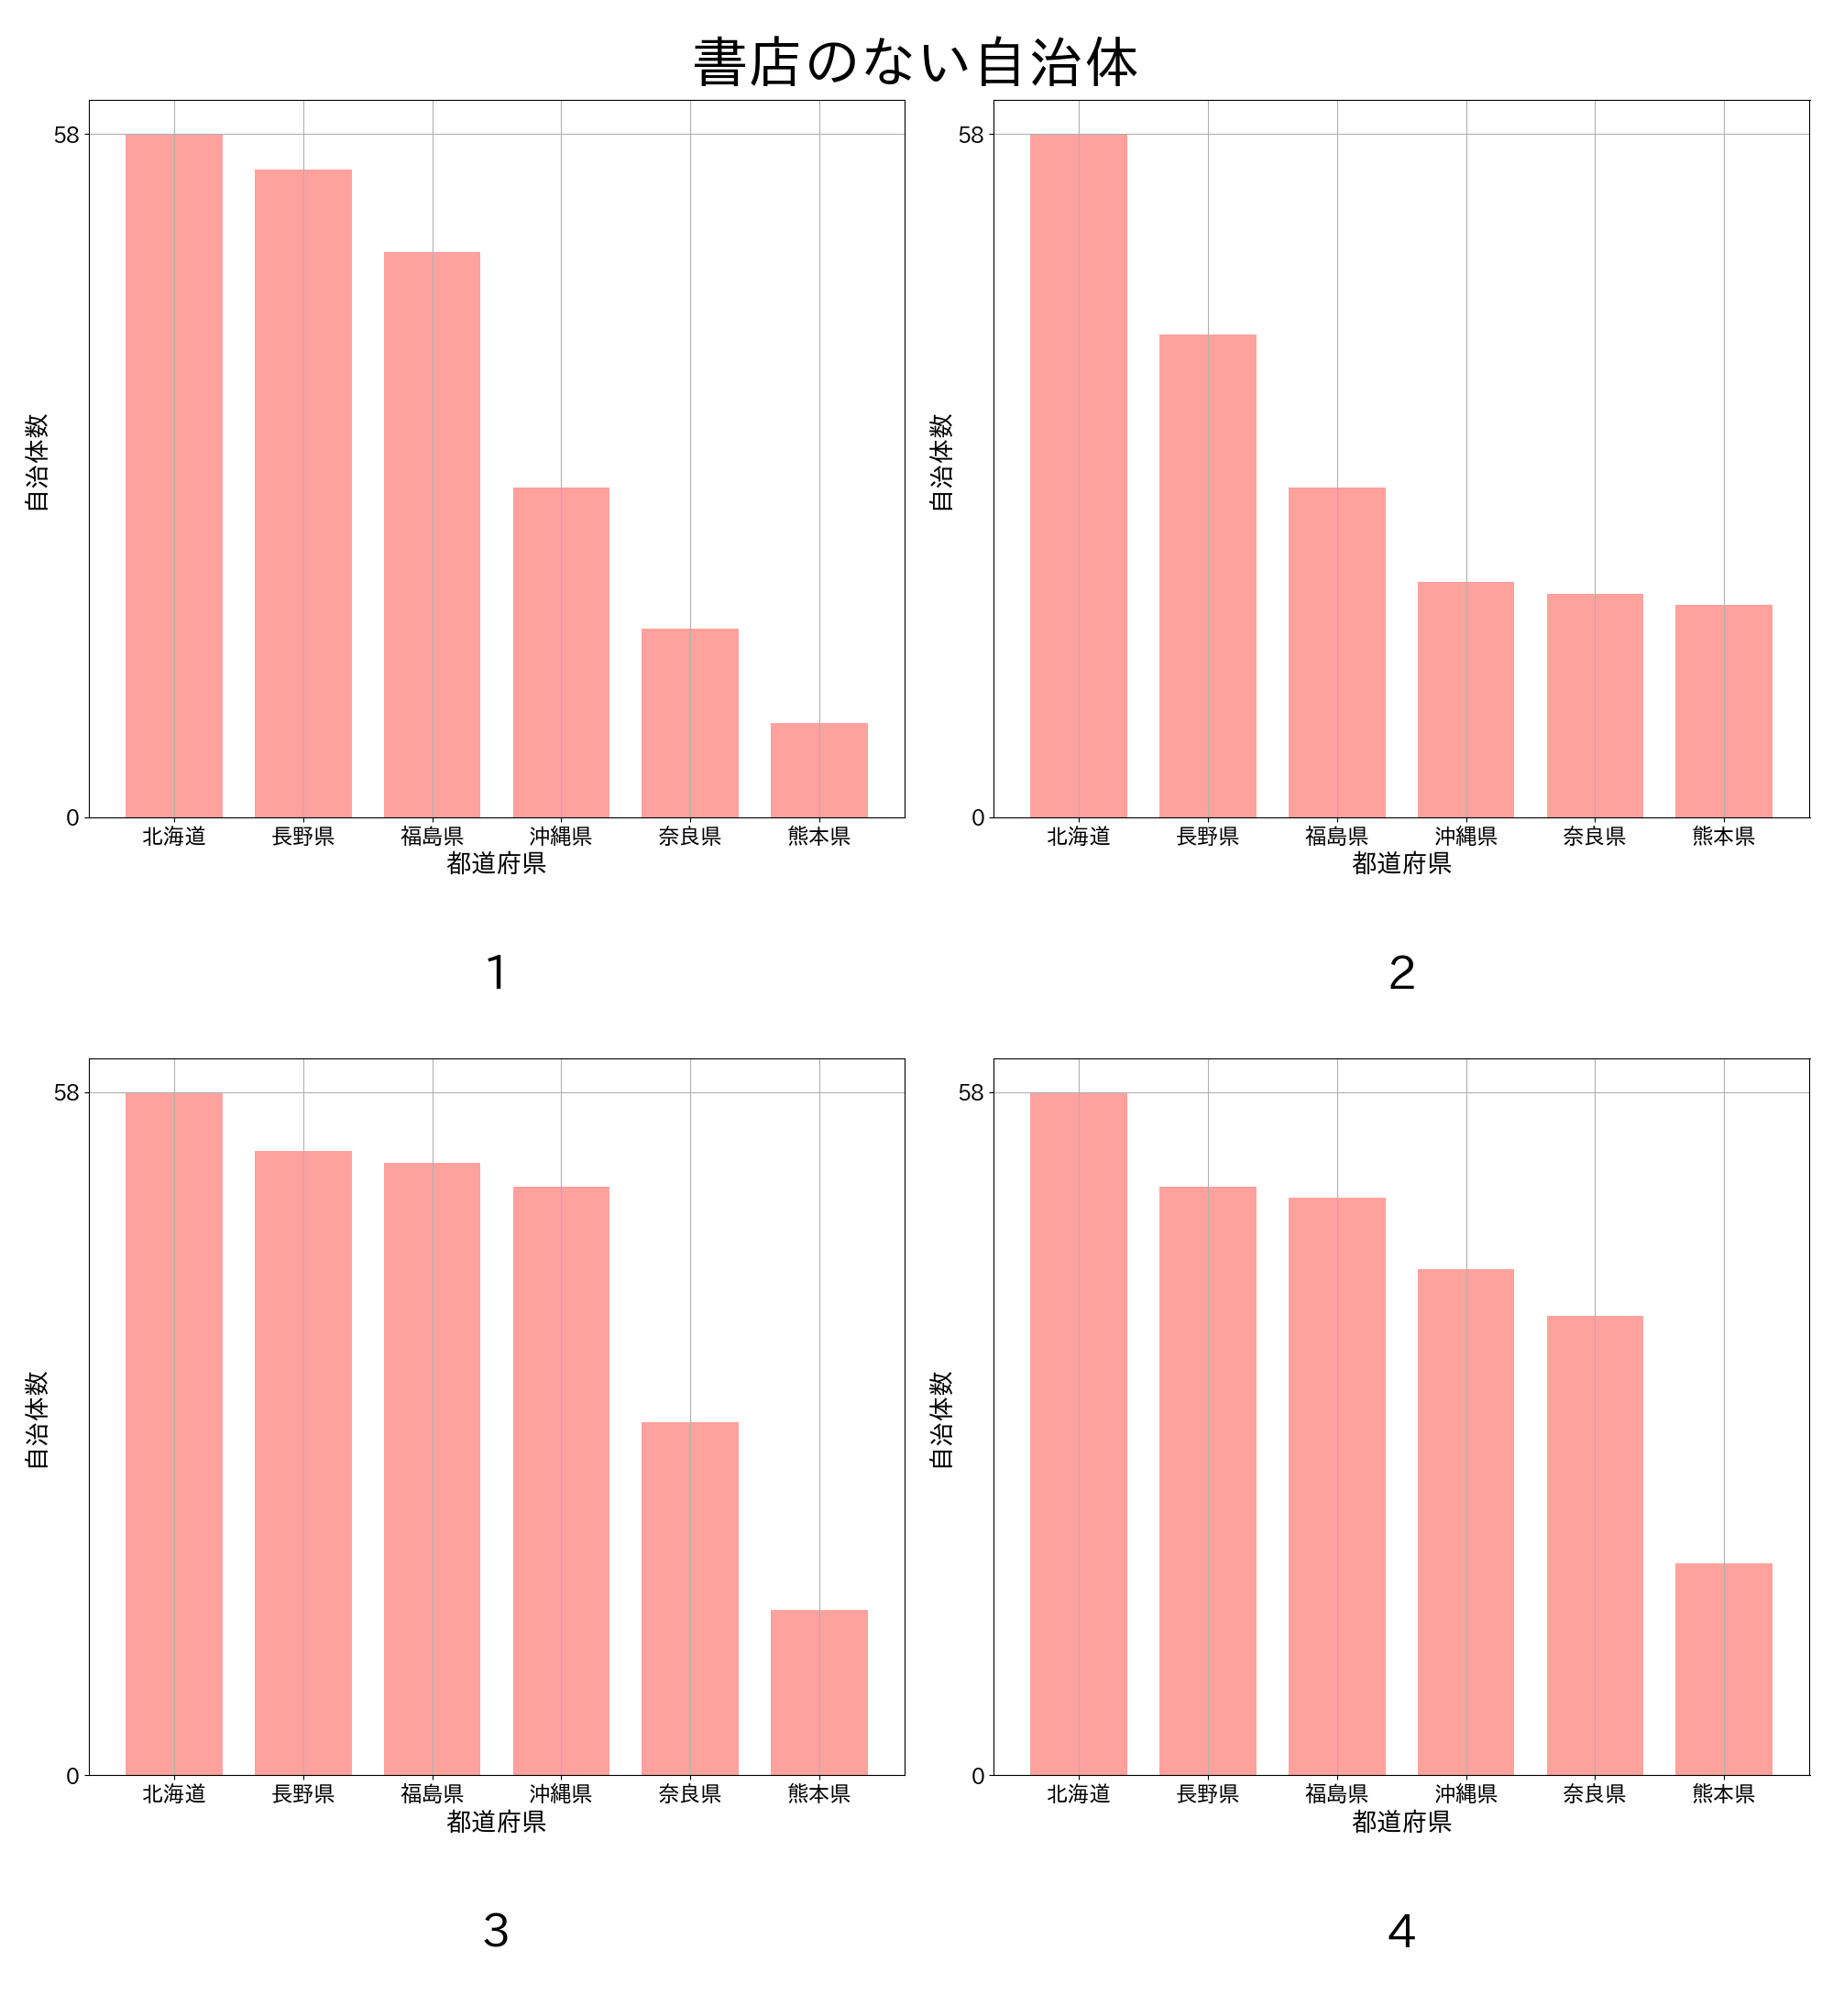 書店のない自治体
58
0
自治体数
北海道 長野県 福島県 沖縄県 奈良県 熊本県
都道府県
1
58
0
自治体数
北海道 長野県 福島県 沖縄県 奈良県 熊本県
都道府県
2
58
0
自治体数
北海道 長野県 福島県 沖縄県 奈良県 熊本県
都道府県
3
58
0
自治体数
北海道 長野県 福島県 沖縄県 奈良県 熊本県
都道府県
4